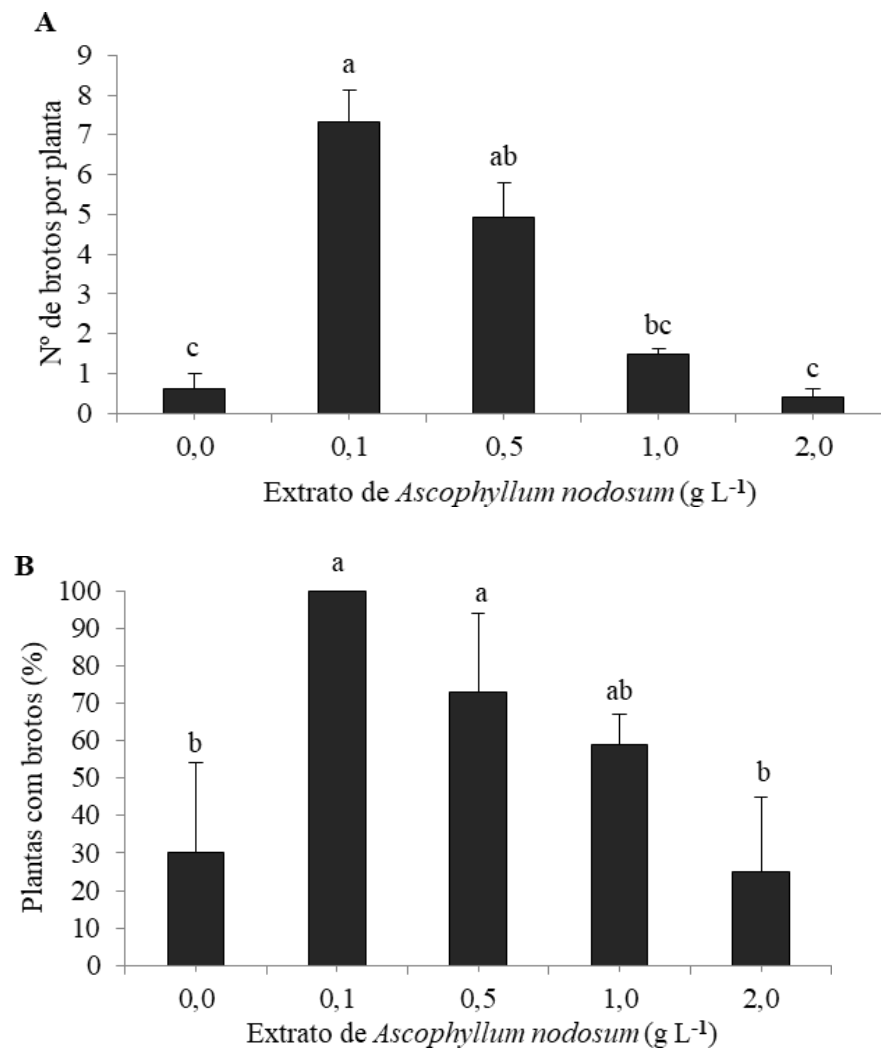 A
Nº de brotos por planta
9
8
7
6
5
4
3
2
1
0
c
a
ab
bc
c
0,0 0,1 0,5 1,0 2,0
Extrato de Ascophyllum nodosum (g L-1)
B
Plantas com brotos (%)
100
90
80
70
60
50
40
30
20
10
0
b
a
a
ab
b
0,0 0,1 0,5 1,0 2,0
Extrato de Ascophyllum nodosum (g L-1)